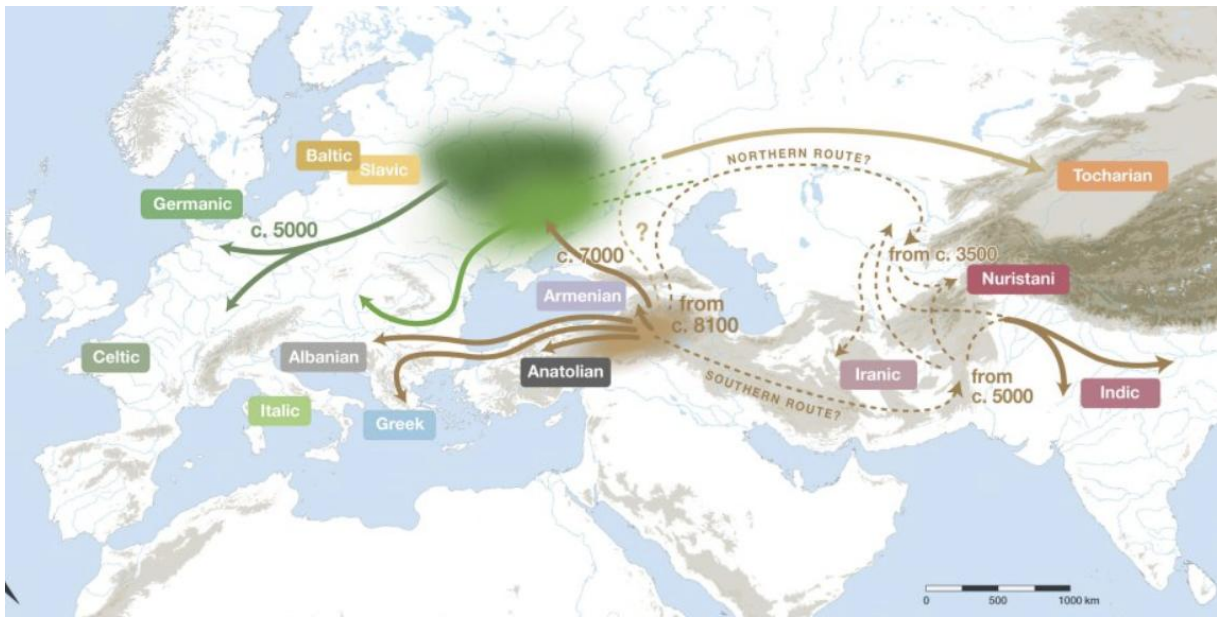 Baltic
Slavic
NORTHERN ROUTE?
Tocharian
Germanic
c. 5000
?
c. 7000
from c. 3500
Nuristani
Armenian
from
c. 8100
Celtic
Albanian
Anatolian
Iranic
from
c. 5000
Indic
SOUTHERN ROUTE?
Italic
Greek
0
500
1000 km